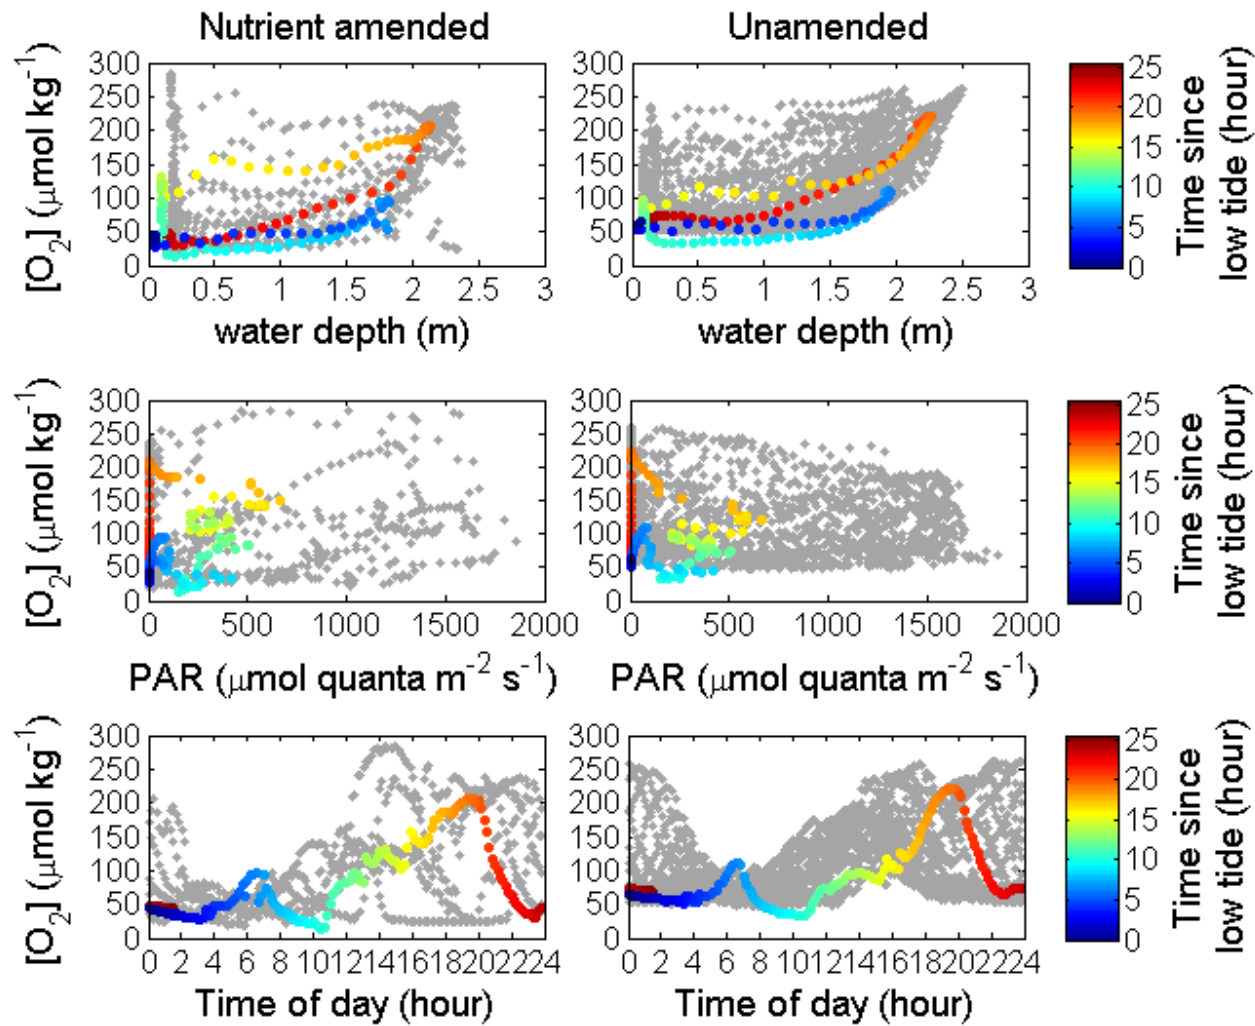 Nutrient amended
Unamended
[O2] (μmol kg-1)
300
250
200
150
100
50
0
0 0.5 1 1.5 2 2.5 3
water depth (m)
300
250
200
150
100
50
0
0 0.5 1 1.5 2 2.5 3
water depth (m)
25
20
15
10
5
0
Time since
low tide (hour)
[O2] (μmol kg-1)
300
250
200
150
100
50
0
0 500 1000 1500 2000
PAR (μmol quanta m-2 s-1)
300
250
200
150
100
50
0
0 500 1000 1500 2000
PAR (μmol quanta m-2 s-1)
25
20
15
10
5
0
Time since
low tide (hour)
[O2] (μmol kg-1)
300
250
200
150
100
50
0
0 2 4 6 8 10 12 14 16 18 20 22 24
Time of day (hour)
300
250
200
150
100
50
0
0 2 4 6 8 10 12 14 16 18 20 22 24
Time of day (hour)
25
20
15
10
5
0
Time since
low tide (hour)